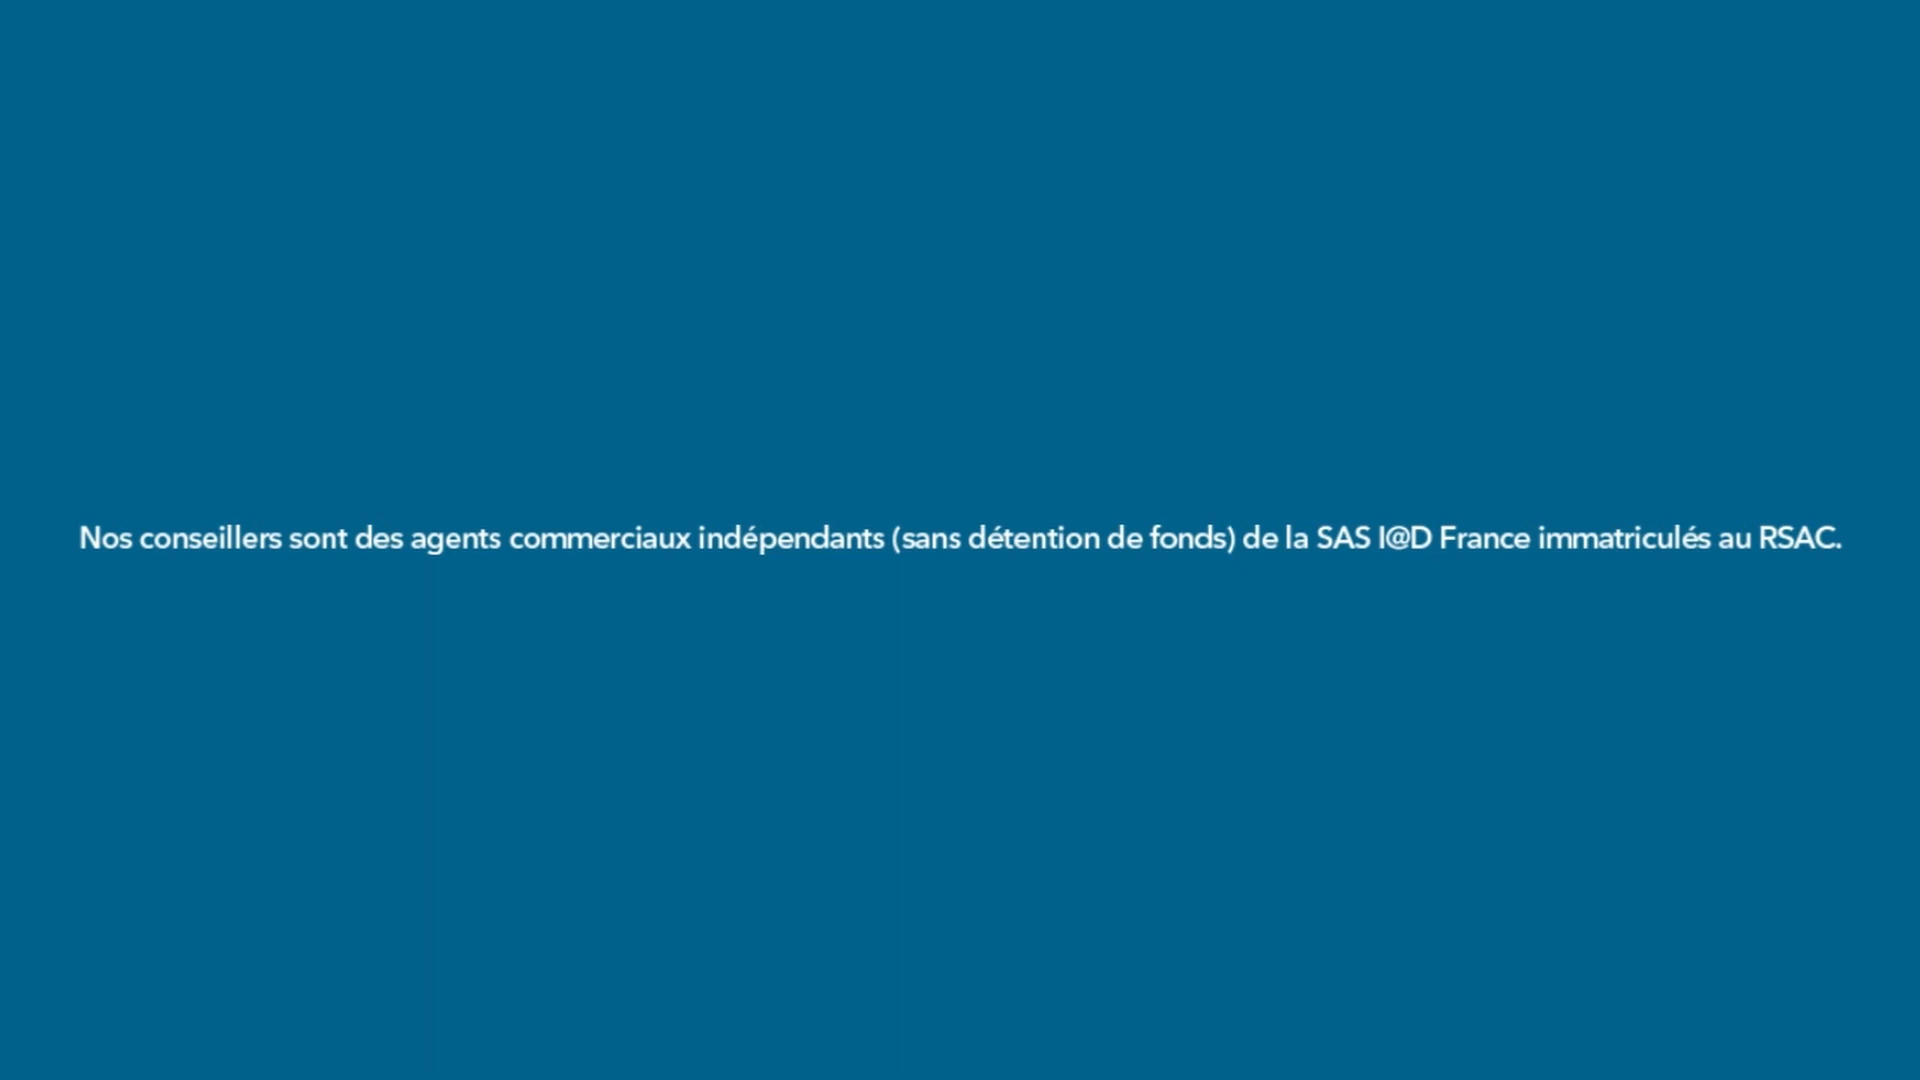 Nos conseillers sont des agents commerciaux indépendants (sans détention de fonds) de la SAS I@D France immatriculés au RSAC.